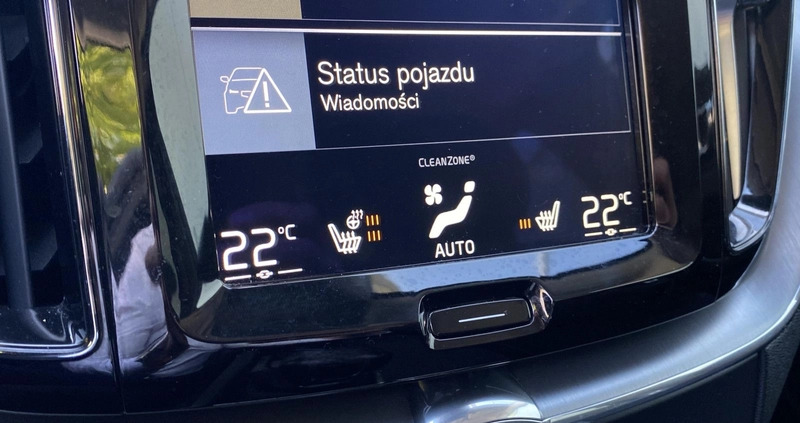 Status pojazdu
Wiadomości
CLEANZONE®
22°C
22°C
AUTO